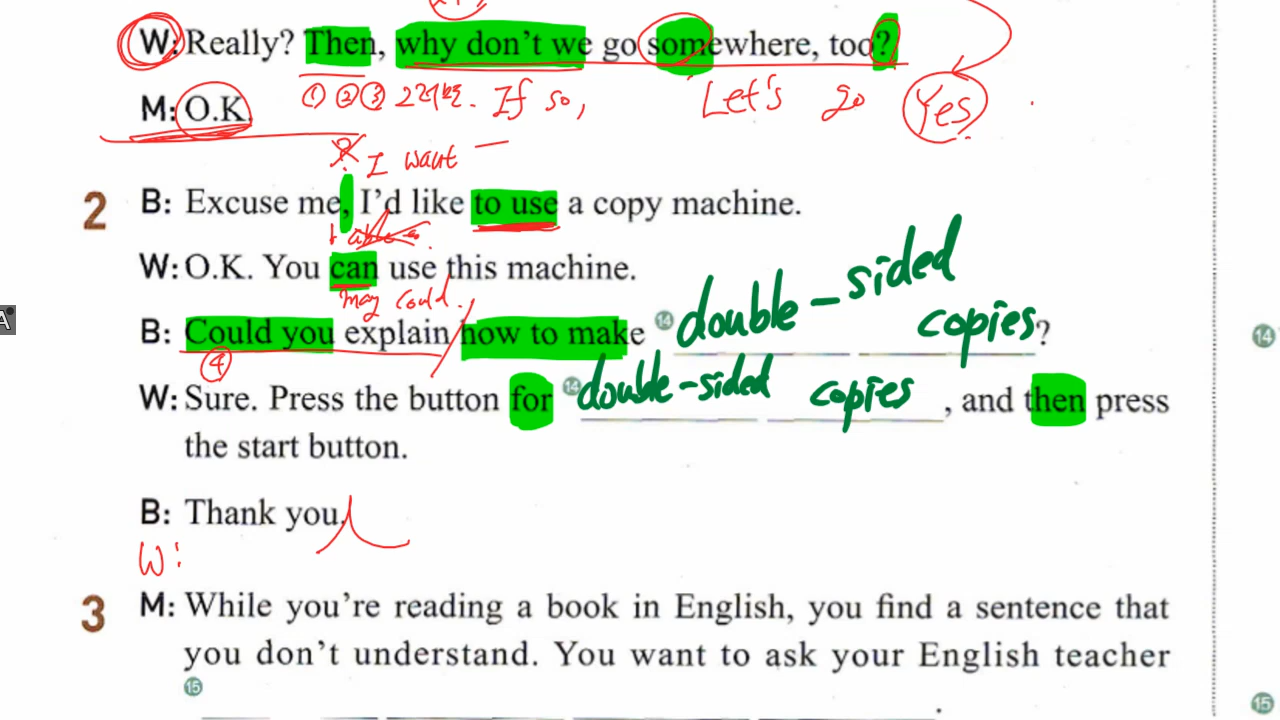 W: Really? Then, why don't we go somewhere, too?
① ②③ If so, Let's go Yes.
M: O.K.
I want
2 B: Excuse me, I'd like to use a copy machine.
W: O.K. You can use this machine.
may could.
B: Could you explain how to make ⑭ double-sided copies?
④
W: Sure. Press the button for ⑭ double-sided copies, and then press
the start button.
B: Thank you.
W:
3 M: While you're reading a book in English, you find a sentence that
you don't understand. You want to ask your English teacher
⑮ .
A
⑭
⑮